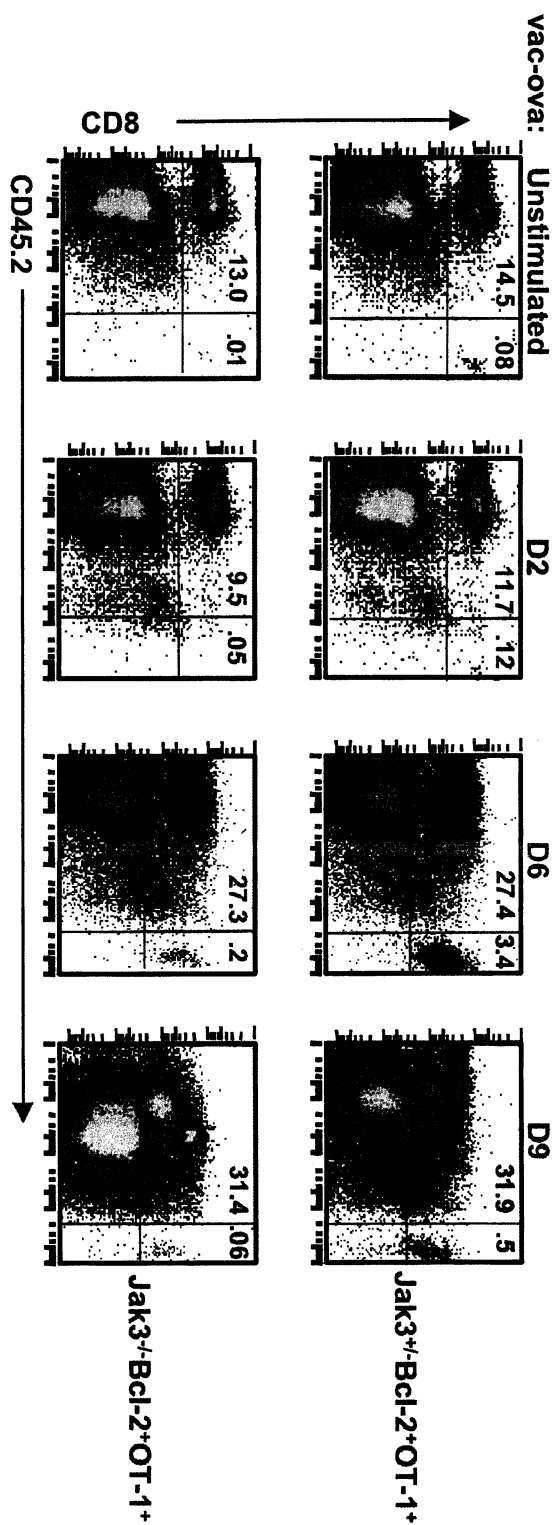 vac-ova: Unstimulated D2 D6 D9
14.5 .08 11.7 .12 27.4 3.4 31.9 .5
Jak3+/-Bcl-2+OT-1+
CD8
13.0 .01 9.5 .05 27.3 .2 31.4 .06
Jak3-/-Bcl-2+OT-1+
CD45.2